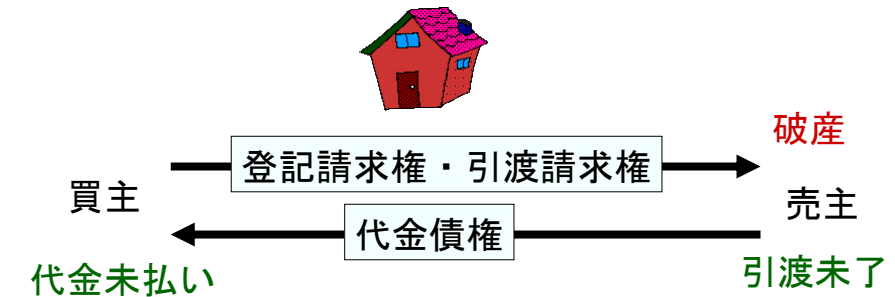 破産
登記請求権・引渡請求権
買主
売主
代金債権
代金未払い
引渡未了